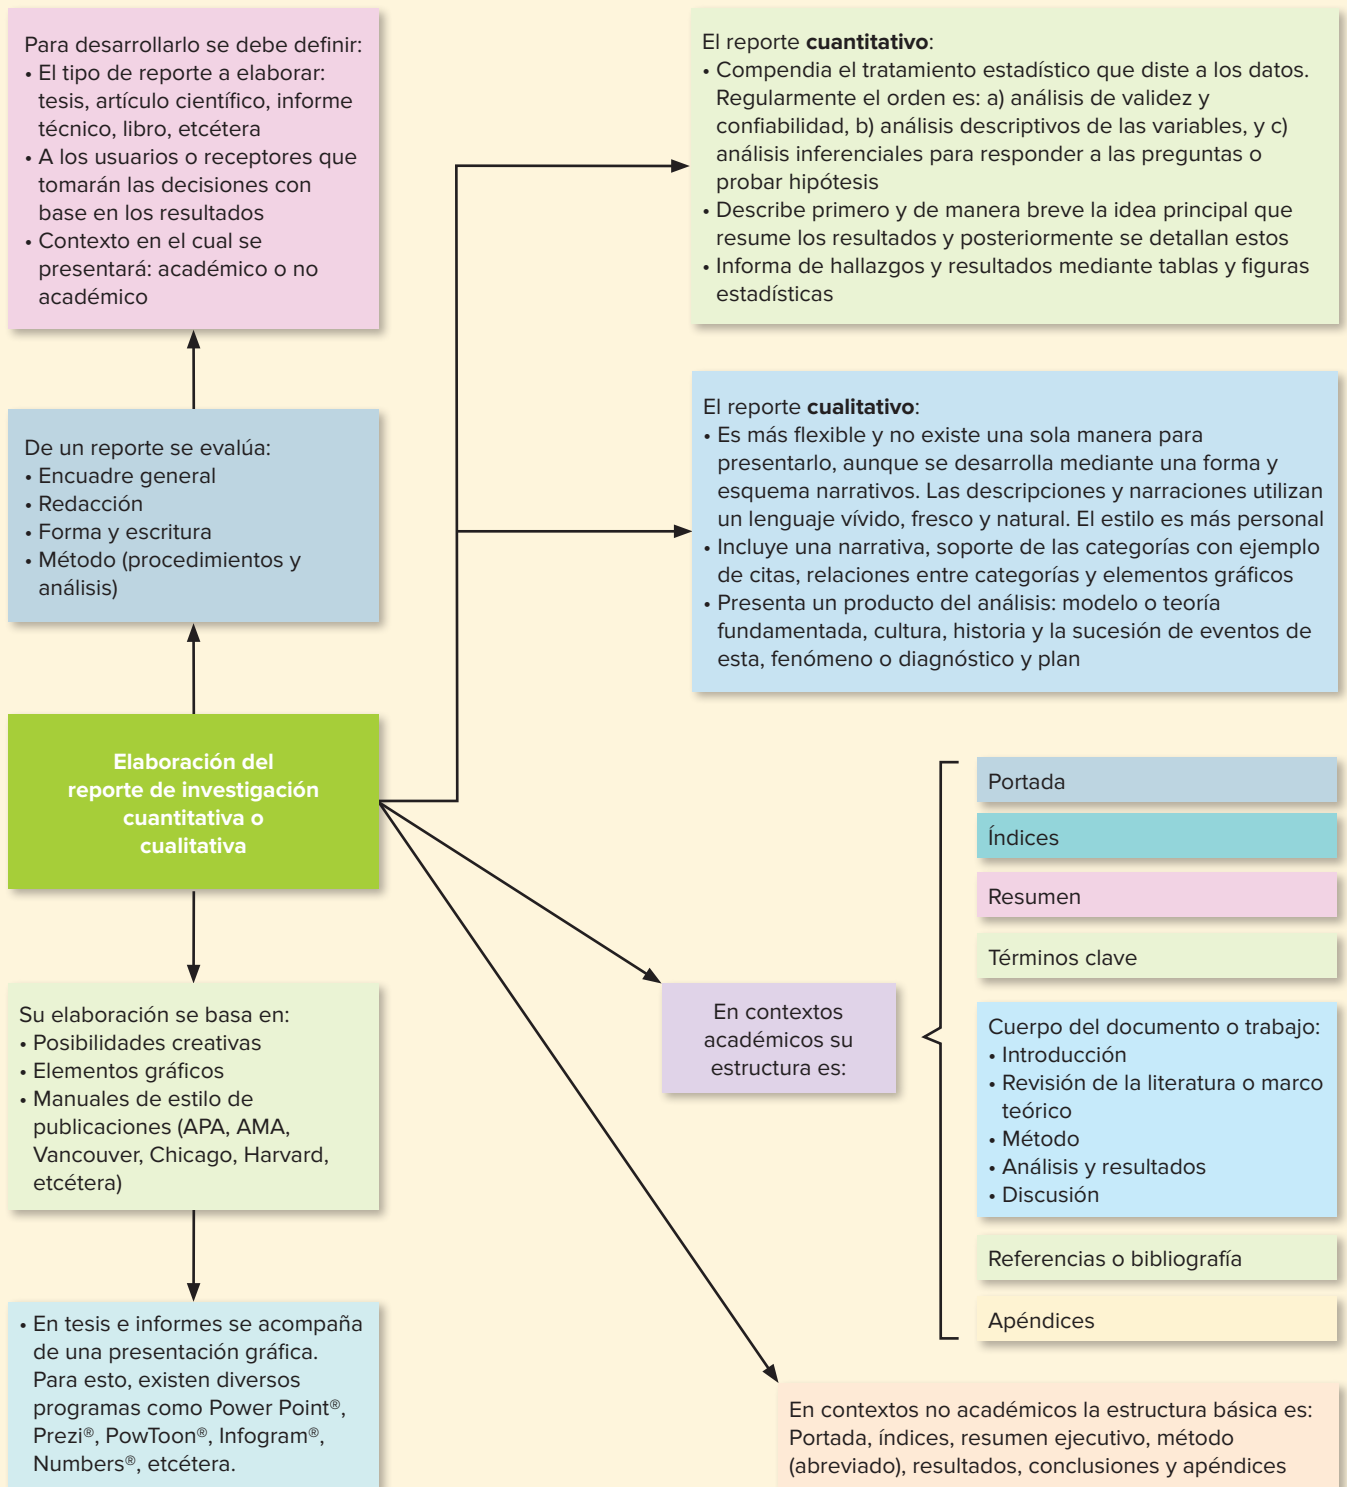 Para desarrollarlo se debe definir:
• El tipo de reporte a elaborar:
tesis, artículo científico, informe
técnico, libro, etcétera
• A los usuarios o receptores que
tomarán las decisiones con
base en los resultados
• Contexto en el cual se
presentará: académico o no
académico
De un reporte se evalúa:
• Encuadre general
• Redacción
• Forma y escritura
• Método (procedimientos y
análisis)
Elaboración del
reporte de investigación
cuantitativa o
cualitativa
Su elaboración se basa en:
• Posibilidades creativas
• Elementos gráficos
• Manuales de estilo de
publicaciones (APA, AMA,
Vancouver, Chicago, Harvard,
etcétera)
• En tesis e informes se acompaña
de una presentación gráfica.
Para esto, existen diversos
programas como Power Point®,
Prezi®, PowToon®, Infogram®,
Numbers®, etcétera.
El reporte cuantitativo:
• Compendia el tratamiento estadístico que diste a los datos.
Regularmente el orden es: a) análisis de validez y
confiabilidad, b) análisis descriptivos de las variables, y c)
análisis inferenciales para responder a las preguntas o
probar hipótesis
• Describe primero y de manera breve la idea principal que
resume los resultados y posteriormente se detallan estos
• Informa de hallazgos y resultados mediante tablas y figuras
estadísticas
El reporte cualitativo:
• Es más flexible y no existe una sola manera para
presentarlo, aunque se desarrolla mediante una forma y
esquema narrativos. Las descripciones y narraciones utilizan
un lenguaje vívido, fresco y natural. El estilo es más personal
• Incluye una narrativa, soporte de las categorías con ejemplo
de citas, relaciones entre categorías y elementos gráficos
• Presenta un producto del análisis: modelo o teoría
fundamentada, cultura, historia y la sucesión de eventos de
esta, fenómeno o diagnóstico y plan
En contextos
académicos su
estructura es:
Portada
Índices
Resumen
Términos clave
Cuerpo del documento o trabajo:
• Introducción
• Revisión de la literatura o marco
teórico
• Método
• Análisis y resultados
• Discusión
Referencias o bibliografía
Apéndices
En contextos no académicos la estructura básica es:
Portada, índices, resumen ejecutivo, método
(abreviado), resultados, conclusiones y apéndices